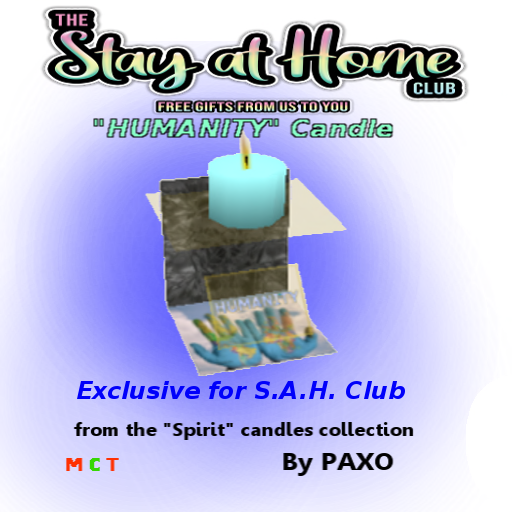 THE
Stay at Home
CLUB
FREE GIFTS FROM US TO YOU
"HUMANITY" Candle
HUMANITY
Exclusive for S.A.H. Club
from the "Spirit" candles collection
M C T
By PAXO